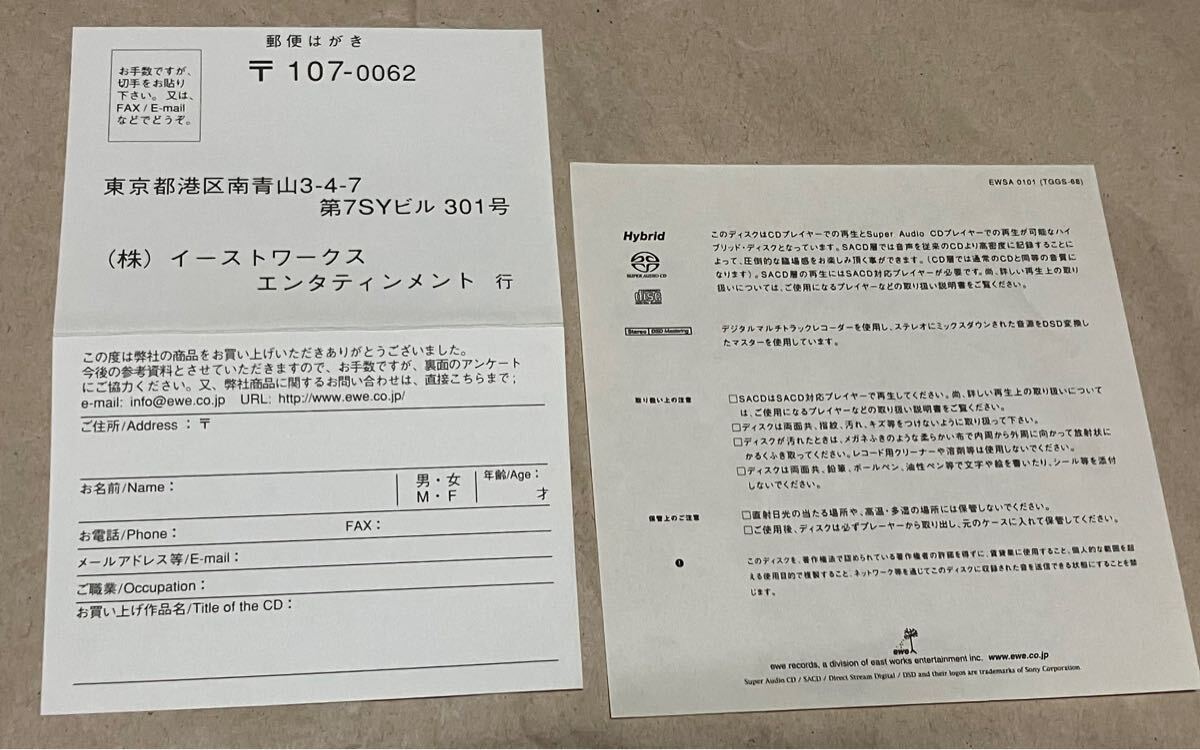 郵便はがき
お手数ですが、
切手をお貼り
下さい。又は、
FAX / E-mail
などでどうぞ。
〒107-0062
東京都港区南青山3-4-7
第7SYビル 301号
(株) イーストワークス
エンタティンメント 行
この度は弊社の商品をお買い上げいただきありがとうございました。
今後の参考資料とさせていただきますので、お手数ですが、裏面のアンケート
にご協力ください。又、弊社商品に関するお問い合わせは、直接こちらまで;
e-mail: info@ewe.co.jp URL: http://www.ewe.co.jp/
ご住所/Address : 〒
お名前/Name:
男・女
M・F
年齢/Age:
才
お電話/Phone:
FAX:
メールアドレス等/E-mail:
ご職業/Occupation:
お買い上げ作品名/Title of the CD:
EWSA 0101 (TGGS-68)
Hybrid
SUPER AUDIO CD
このディスクはCDプレイヤーでの再生とSuper Audio CDプレイヤーでの再生が可能なハイ
ブリッド・ディスクとなっています。SACD層では音声を従来のCDより高密度に記録することに
よって、圧倒的な臨場感をお楽しみ頂く事ができます。(CD層では通常のCDと同等の音質に
なります)。SACD層の再生にはSACD対応プレイヤーが必要です。尚、詳しい再生上の取り
扱いについては、ご使用になるプレイヤーなどの取り扱い説明書をご覧ください。
Stereo DSD Mastering
デジタルマルチトラックレコーダーを使用し、ステレオにミックスダウンされた音源をDSD変換し
たマスターを使用しています。
取り扱い上の注意
□SACDはSACD対応プレイヤーで再生してください。尚、詳しい再生上の取り扱いについて
は、ご使用になるプレイヤーなどの取り扱い説明書をご覧ください。
□ディスクは両面共、指紋、汚れ、キズ等をつけないように取り扱って下さい。
□ディスクが汚れたときは、メガネふきのような柔らかい布で内周から外周に向かって放射状に
かるくふき取ってください。レコード用クリーナーや溶剤等は使用しないでください。
□ディスクは両面共、鉛筆、ボールペン、油性ペン等で文字や絵を書いたり、シール等を添付
しないでください。
保管上のご注意
□直射日光の当たる場所や、高温・多湿の場所には保管しないでください。
□ご使用後、ディスクは必ずプレーヤーから取り出し、元のケースに入れて保管してください。
このディスクを、著作権法で認められている著作権者の許諾を得ずに、賃貸業に使用すること、個人的な範囲を超
える使用目的で複製すること、ネットワーク等を通じてこのディスクに収録された音を送信できる状態にすることを禁
じます。
ewe
ewe records, a division of east works entertainment inc. www.ewe.co.jp
Super Audio CD / SACD / Direct Stream Digital / DSD and their logos are trademarks of Sony Corporation